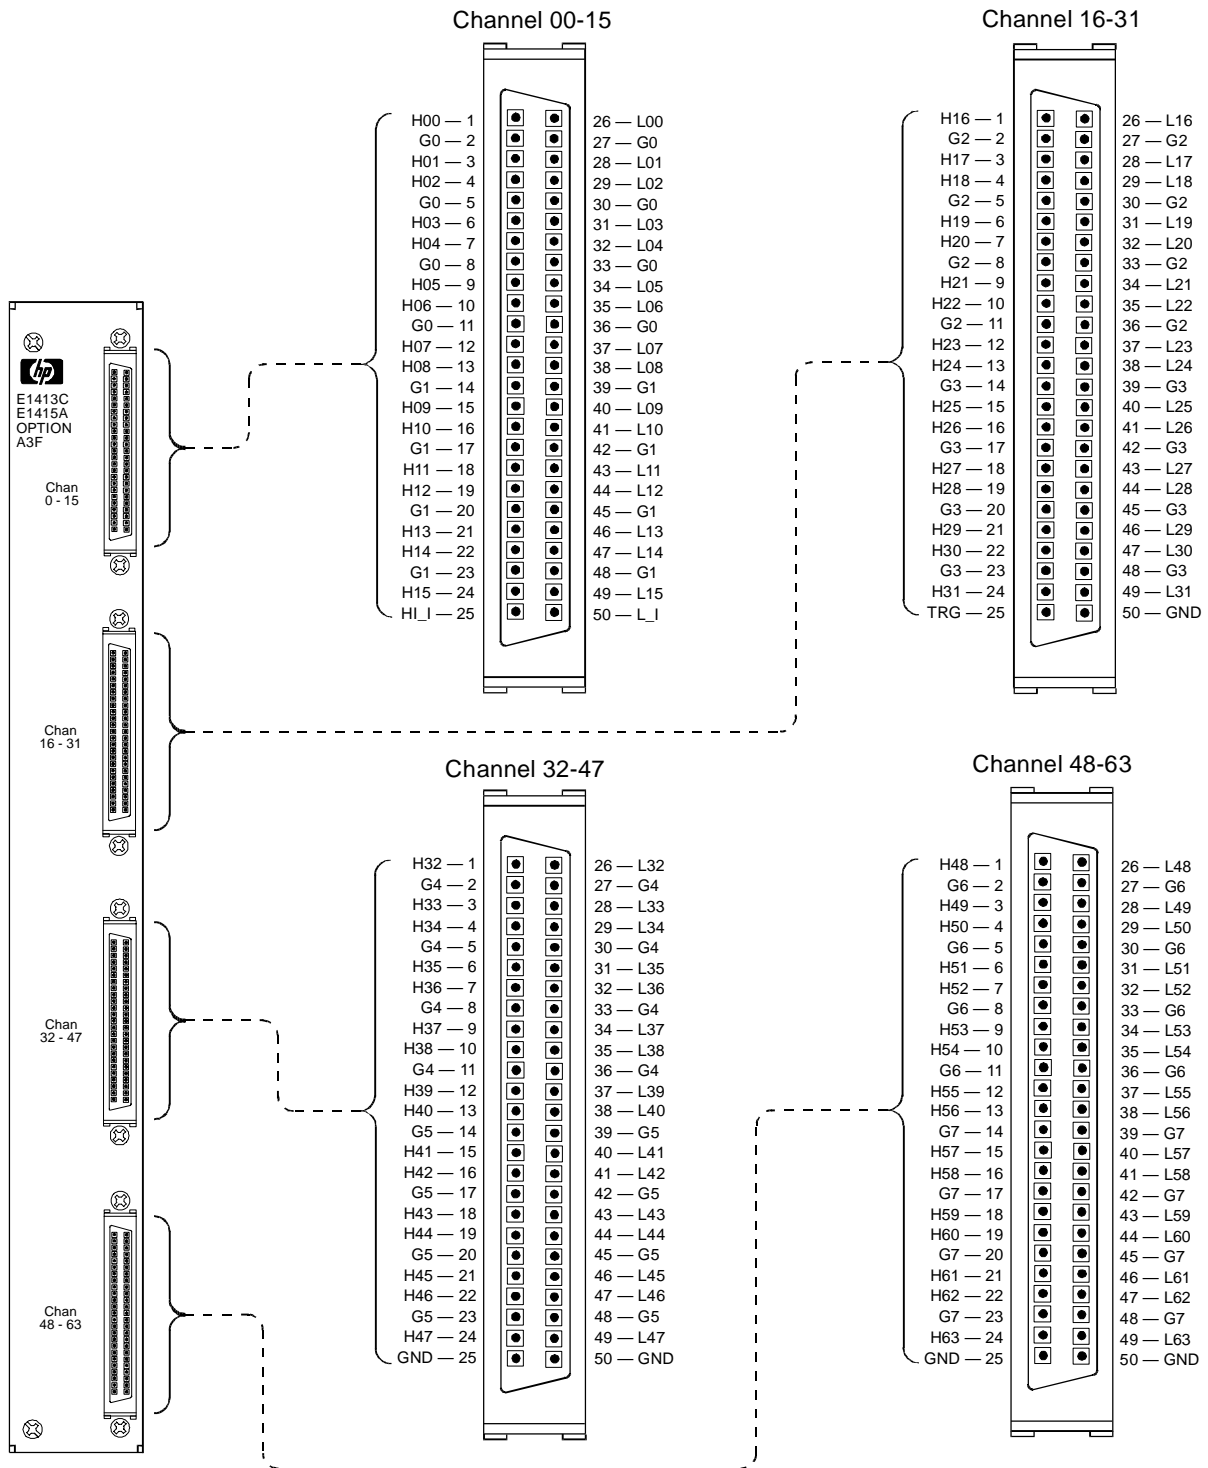 Channel 00-15
H00 — 1
G0 — 2
H01 — 3
H02 — 4
G0 — 5
H03 — 6
H04 — 7
G0 — 8
H05 — 9
H06 — 10
G0 — 11
H07 — 12
H08 — 13
G1 — 14
H09 — 15
H10 — 16
G1 — 17
H11 — 18
H12 — 19
G1 — 20
H13 — 21
H14 — 22
G1 — 23
H15 — 24
HI_I — 25
26 — L00
27 — G0
28 — L01
29 — L02
30 — G0
31 — L03
32 — L04
33 — G0
34 — L05
35 — L06
36 — G0
37 — L07
38 — L08
39 — G1
40 — L09
41 — L10
42 — G1
43 — L11
44 — L12
45 — G1
46 — L13
47 — L14
48 — G1
49 — L15
50 — L_I
Channel 16-31
H16 — 1
G2 — 2
H17 — 3
H18 — 4
G2 — 5
H19 — 6
H20 — 7
G2 — 8
H21 — 9
H22 — 10
G2 — 11
H23 — 12
H24 — 13
G3 — 14
H25 — 15
H26 — 16
G3 — 17
H27 — 18
H28 — 19
G3 — 20
H29 — 21
H30 — 22
G3 — 23
H31 — 24
TRG — 25
26 — L16
27 — G2
28 — L17
29 — L18
30 — G2
31 — L19
32 — L20
33 — G2
34 — L21
35 — L22
36 — G2
37 — L23
38 — L24
39 — G3
40 — L25
41 — L26
42 — G3
43 — L27
44 — L28
45 — G3
46 — L29
47 — L30
48 — G3
49 — L31
50 — GND
hp
E1413C
E1415A
OPTION
A3F
Chan
0 - 15
Chan
16 - 31
Chan
32 - 47
Chan
48 - 63
Channel 32-47
H32 — 1
G4 — 2
H33 — 3
H34 — 4
G4 — 5
H35 — 6
H36 — 7
G4 — 8
H37 — 9
H38 — 10
G4 — 11
H39 — 12
H40 — 13
G5 — 14
H41 — 15
H42 — 16
G5 — 17
H43 — 18
H44 — 19
G5 — 20
H45 — 21
H46 — 22
G5 — 23
H47 — 24
GND — 25
26 — L32
27 — G4
28 — L33
29 — L34
30 — G4
31 — L35
32 — L36
33 — G4
34 — L37
35 — L38
36 — G4
37 — L39
38 — L40
39 — G5
40 — L41
41 — L42
42 — G5
43 — L43
44 — L44
45 — G5
46 — L45
47 — L46
48 — G5
49 — L47
50 — GND
Channel 48-63
H48 — 1
G6 — 2
H49 — 3
H50 — 4
G6 — 5
H51 — 6
H52 — 7
G6 — 8
H53 — 9
H54 — 10
G6 — 11
H55 — 12
H56 — 13
G7 — 14
H57 — 15
H58 — 16
G7 — 17
H59 — 18
H60 — 19
G7 — 20
H61 — 21
H62 — 22
G7 — 23
H63 — 24
GND — 25
26 — L48
27 — G6
28 — L49
29 — L50
30 — G6
31 — L51
32 — L52
33 — G6
34 — L53
35 — L54
36 — G6
37 — L55
38 — L56
39 — G7
40 — L57
41 — L58
42 — G7
43 — L59
44 — L60
45 — G7
46 — L61
47 — L62
48 — G7
49 — L63
50 — GND